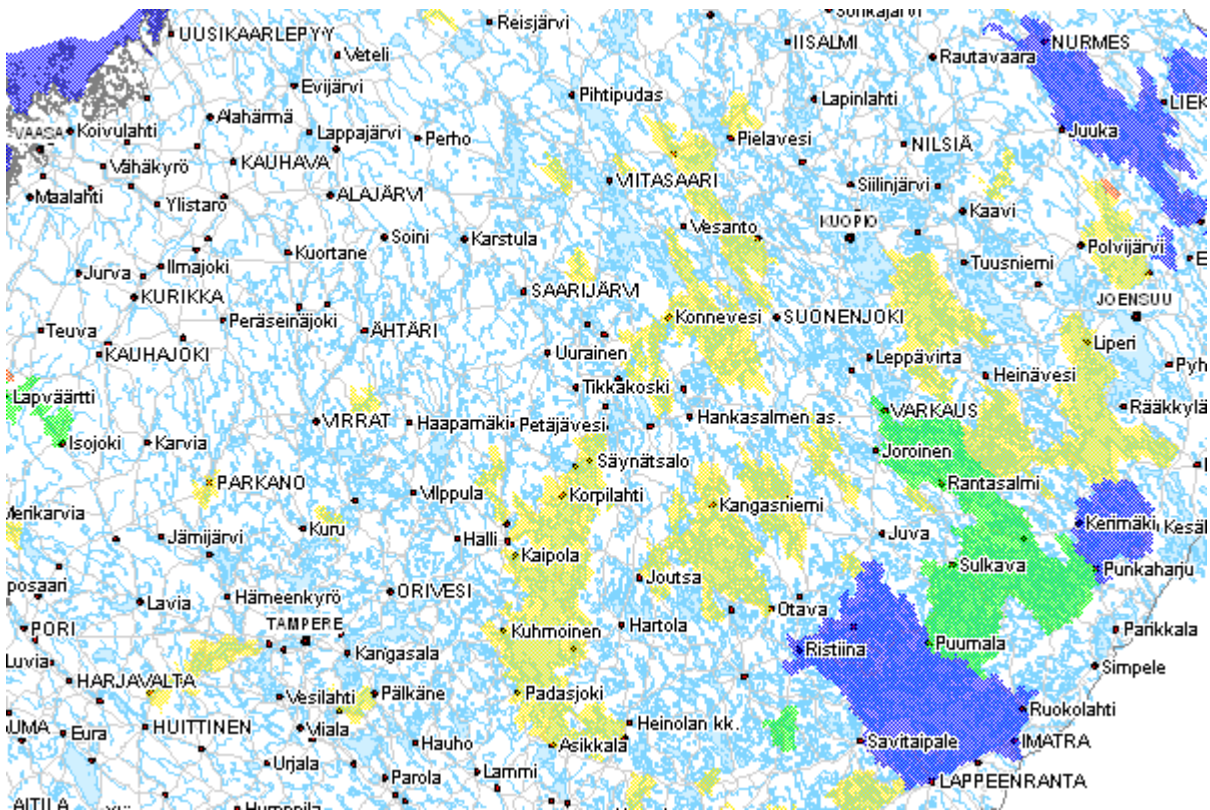 Reisjärvi
Sonkajärvi
UUSIKAARLEPYY
IISALMI
NURMES
Veteli
Rautavaara
Evijärvi
Pihtipudas
Lapinlahti
LIEK
Alahärmä
VAASA
Koivulahti
Lappajärvi
Perho
Pielavesi
Juuka
NILSIÄ
Vähäkyrö
KAUHAVA
VIITASAARI
Siilinjärvi
Maalahti
Ylistaro
ALAJÄRVI
Kaavi
KUOPIO
Vesanto
Soini
Karstula
Polvijärvi
Kuortane
E
Ilmajoki
Tuusniemi
Jurva
SAARIJÄRVI
KURIKKA
JOENSUU
Peräseinäjoki
Konnevesi
SUONENJOKI
Teuva
ÄHTÄRI
Liperi
KAUHAJOKI
Uurainen
Leppävirta
Pyh
Heinävesi
Tikkakoski
Lapväärtti
Rääkkylä
VARKAUS
VIRRAT
Haapamäki
Petäjävesi
Hankasalmen as.
Isojoki
Karvia
Joroinen
Säynätsalo
PARKANO
Rantasalmi
Vilppula
Korpilahti
Kangasniemi
Merikarvia
Kuru
Kerimäki
Kesäl
Jämijärvi
Halli
Juva
Kaipola
Sulkava
Punkaharju
Joutsa
posaari
ORIVESI
Lavia
Hämeenkyrö
Otava
TAMPERE
PORI
Kuhmoinen
Hartola
Parikkala
Puumala
Ristiina
Kangasala
Luvia
Simpele
HARJAVALTA
Vesilahti
Pälkäne
Padasjoki
Ruokolahti
UMA
HUITTINEN
Viiala
Heinolan kk.
Eura
Hauho
Asikkala
Savitaipale
IMATRA
Urjala
Parola
Lammi
LAPPEENRANTA
AITILA
Humppila